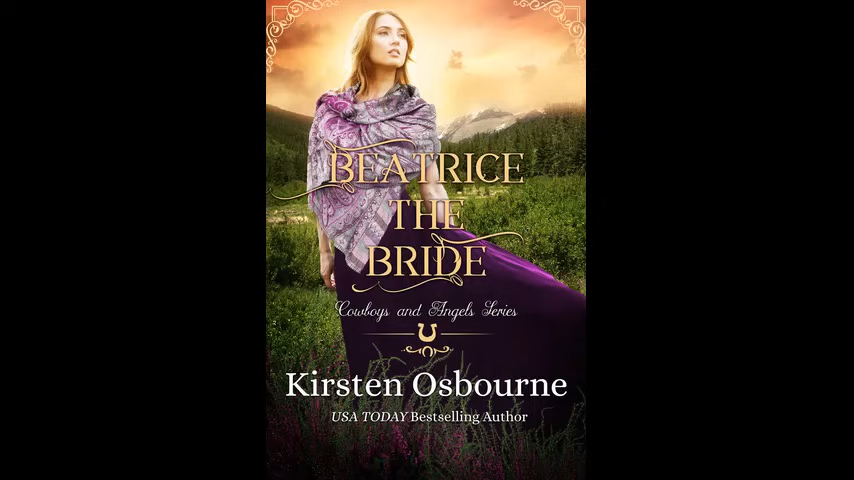 BEATRICE
THE
BRIDE
Cowboys and Angels Series
Kirsten Osbourne
USA TODAY Bestselling Author